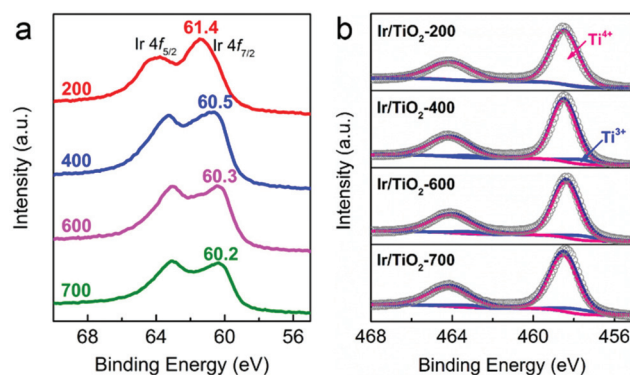 a
Intensity (a.u.)
Ir 4f5/2
61.4
Ir 4f7/2
200
60.5
400
60.3
600
60.2
700
68 64 60 56
Binding Energy (eV)
b
Intensity (a.u.)
Ir/TiO2-200
Ti4+
Ir/TiO2-400
Ti3+
Ir/TiO2-600
Ir/TiO2-700
468 464 460 456
Binding Energy (eV)